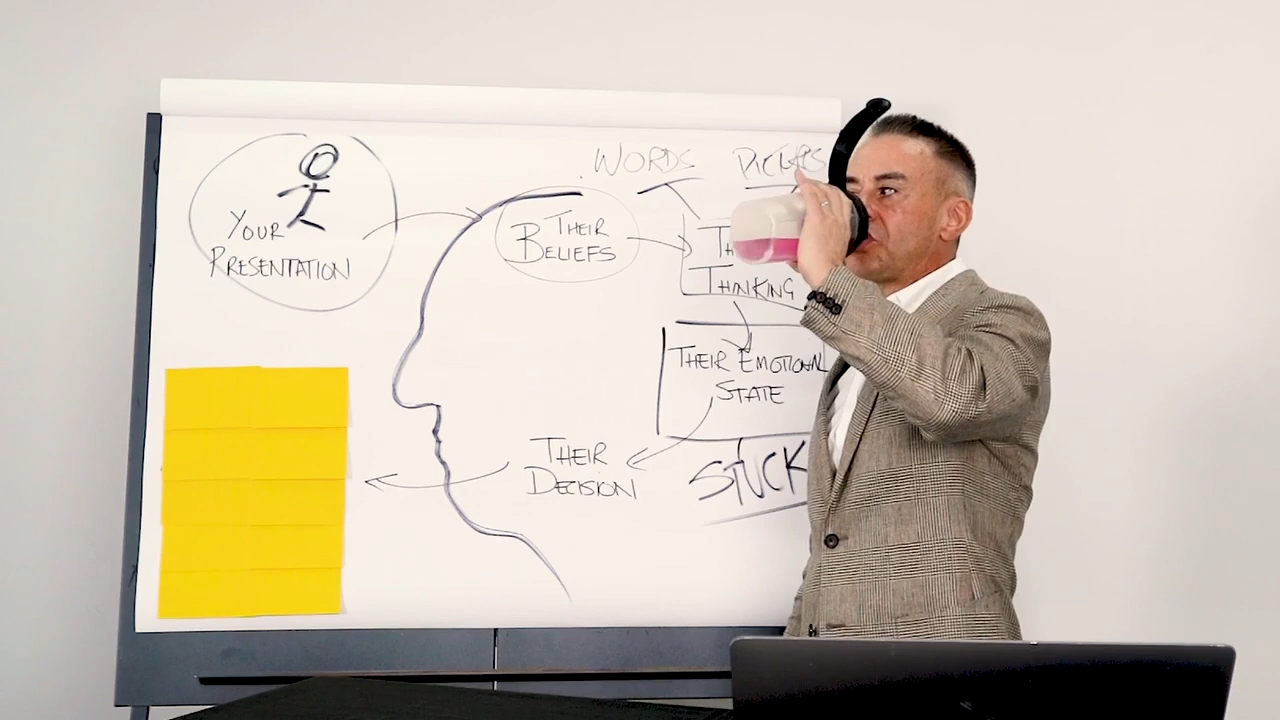 WORDS
YOUR
PRESENTATION
THEIR
BELIEFS
THINKING
THEIR EMOTIONAL
STATE
THEIR
DECISION
STUCK